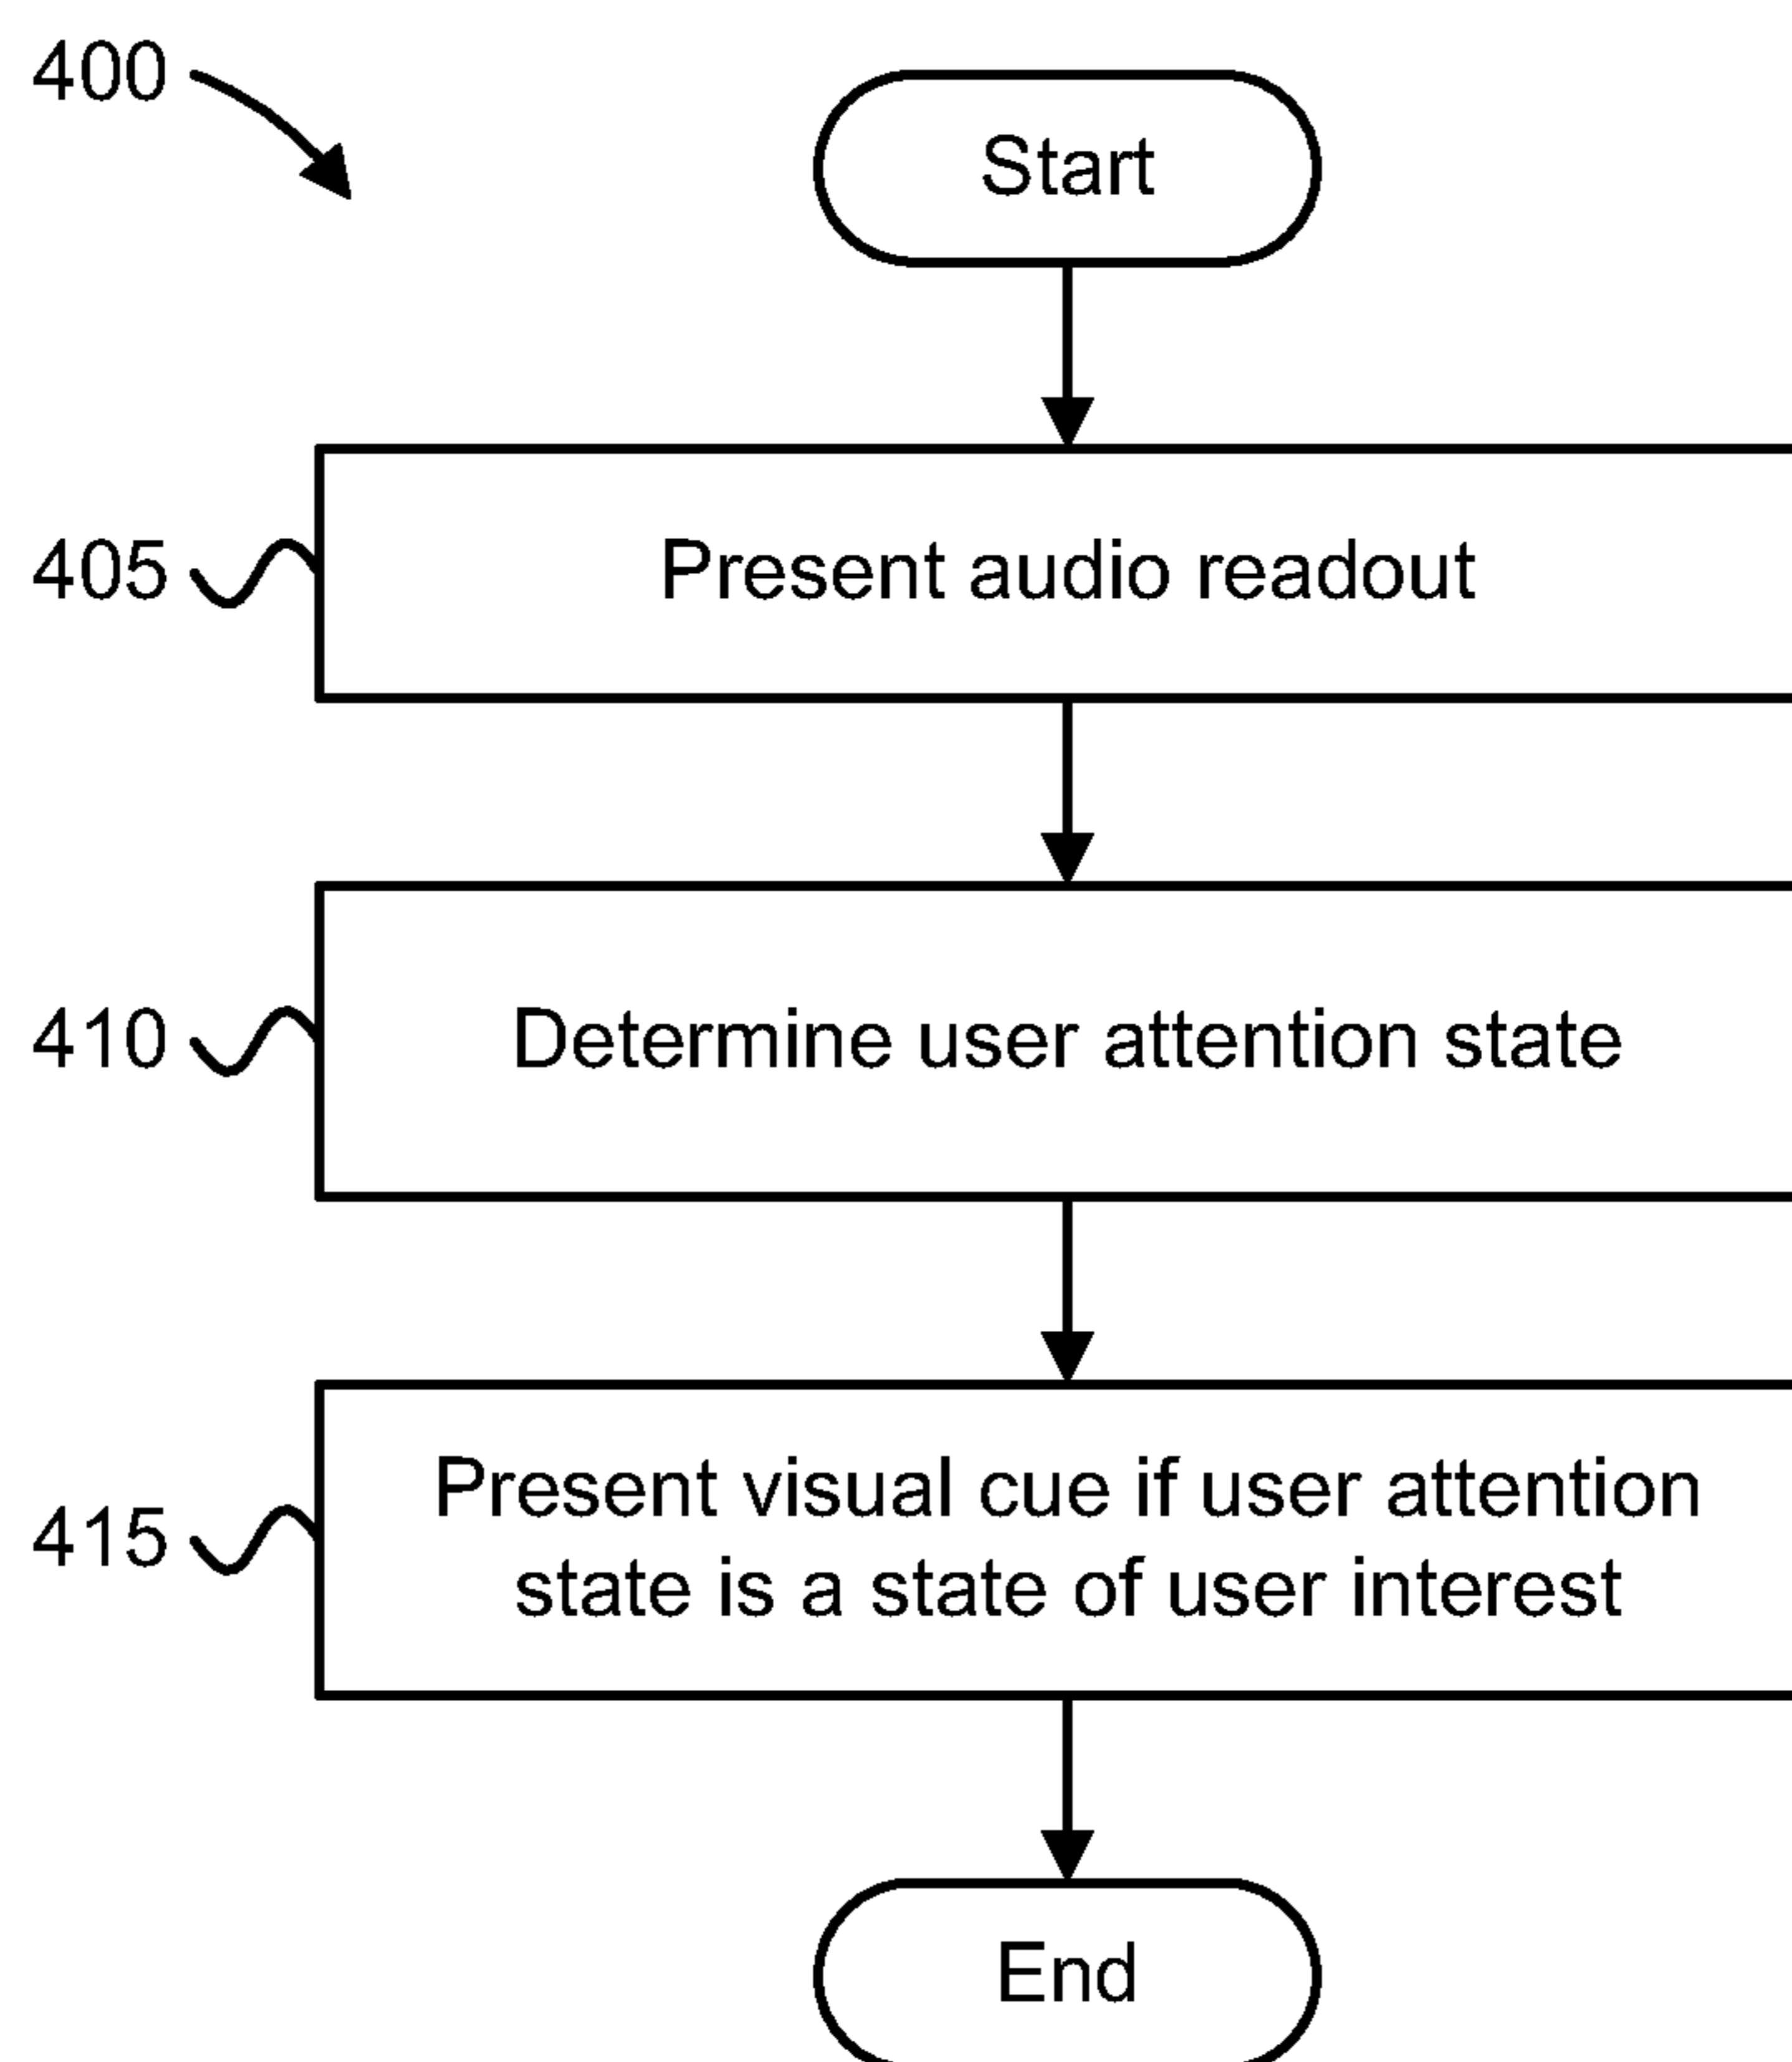 400
Start
405
Present audio readout
410
Determine user attention state
415
Present visual cue if user attention
state is a state of user interest
End